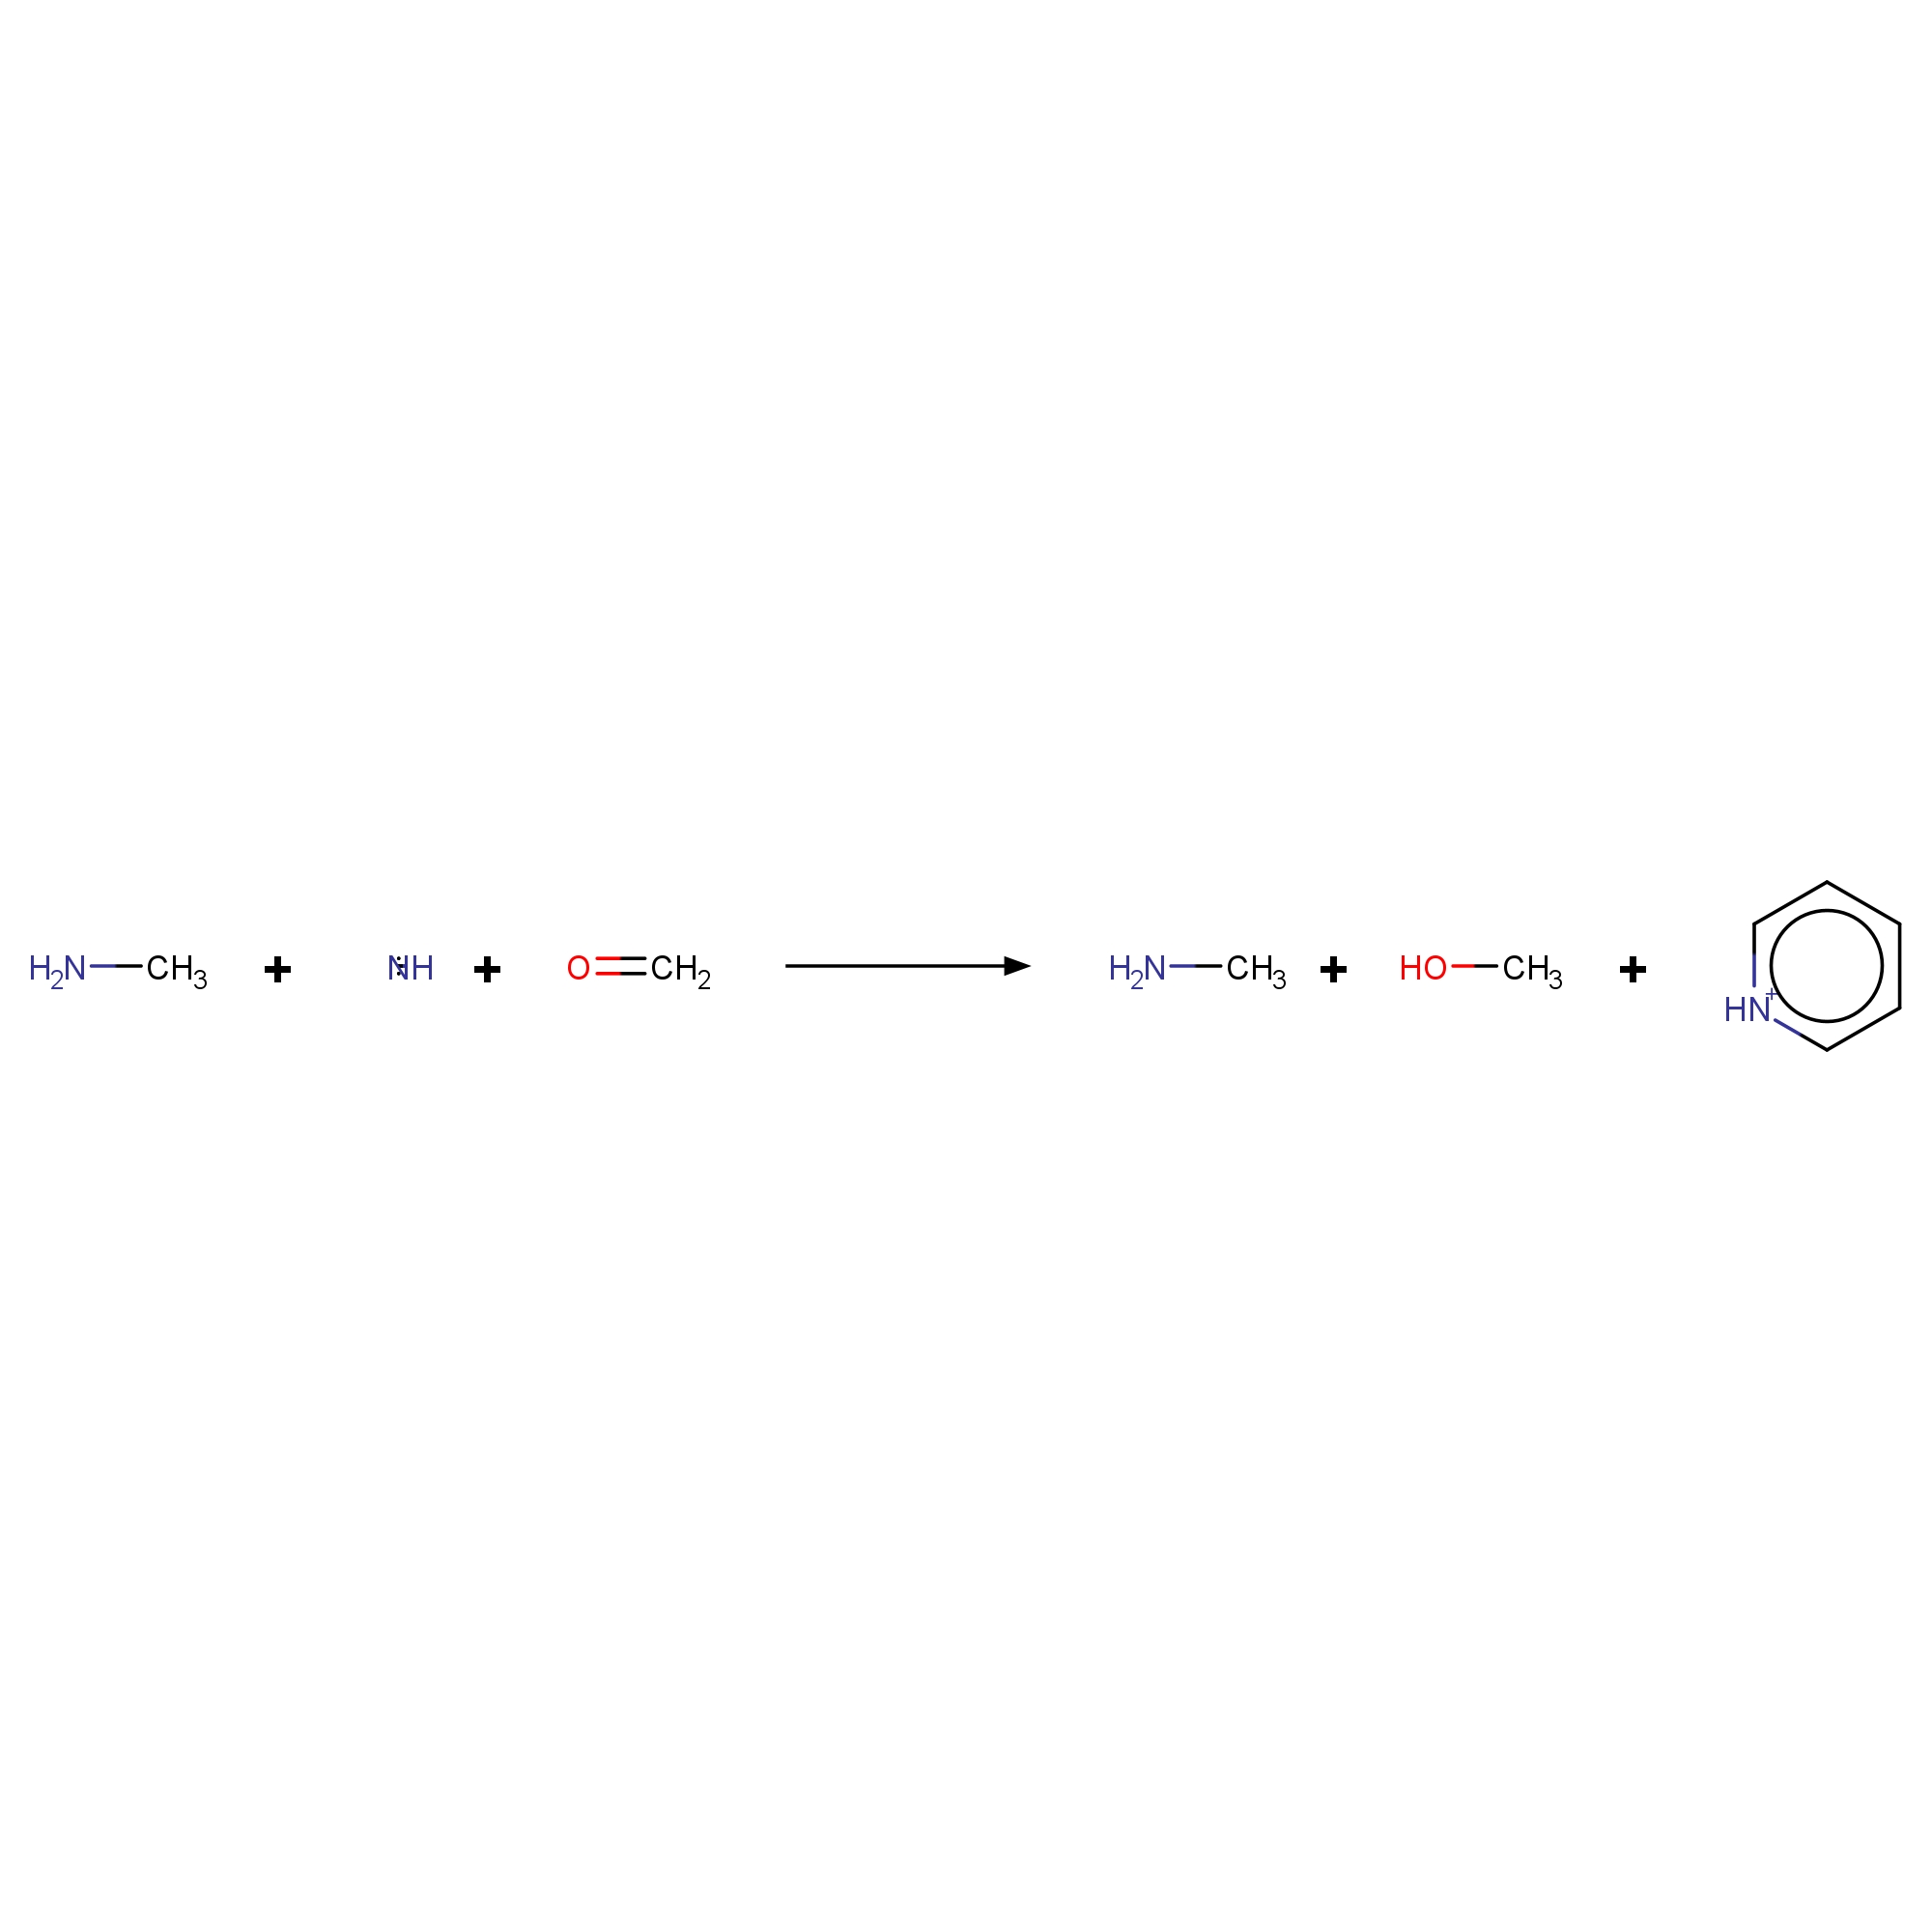 H2N CH3 + NH + O CH2 H2N CH3 + HO CH3 + HN+